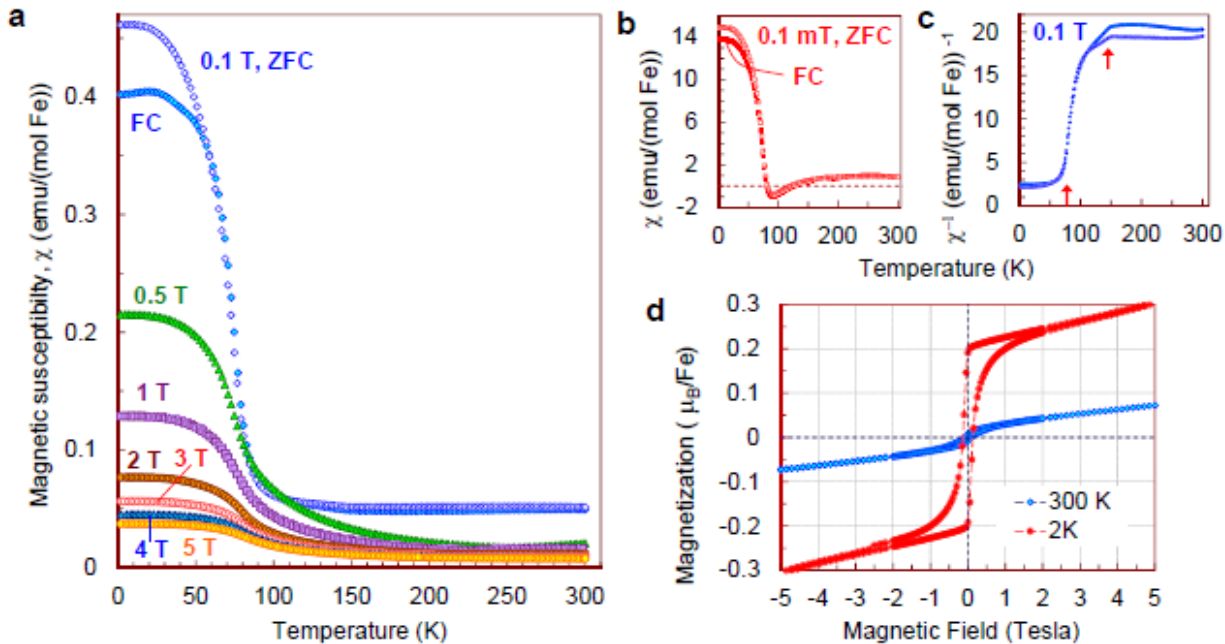 a
Magnetic susceptibilty, χ (emu/(mol Fe))
0.4
0.3
0.2
0.1
0
0.1 T, ZFC
FC
0.5 T
1 T
2 T
3 T
4 T
5 T
0 50 100 150 200 250 300
Temperature (K)
b
χ (emu/(mol Fe))
14
10
6
2
-2
0.1 mT, ZFC
FC
0 100 200 300
c
χ⁻¹ (emu/(mol Fe))⁻¹
20
15
10
5
0
0.1 T
0 100 200 300
Temperature (K)
d
Magnetization ( μB/Fe)
0.3
0.2
0.1
0
-0.1
-0.2
-0.3
300 K
2K
-5 -4 -3 -2 -1 0 1 2 3 4 5
Magnetic Field (Tesla)